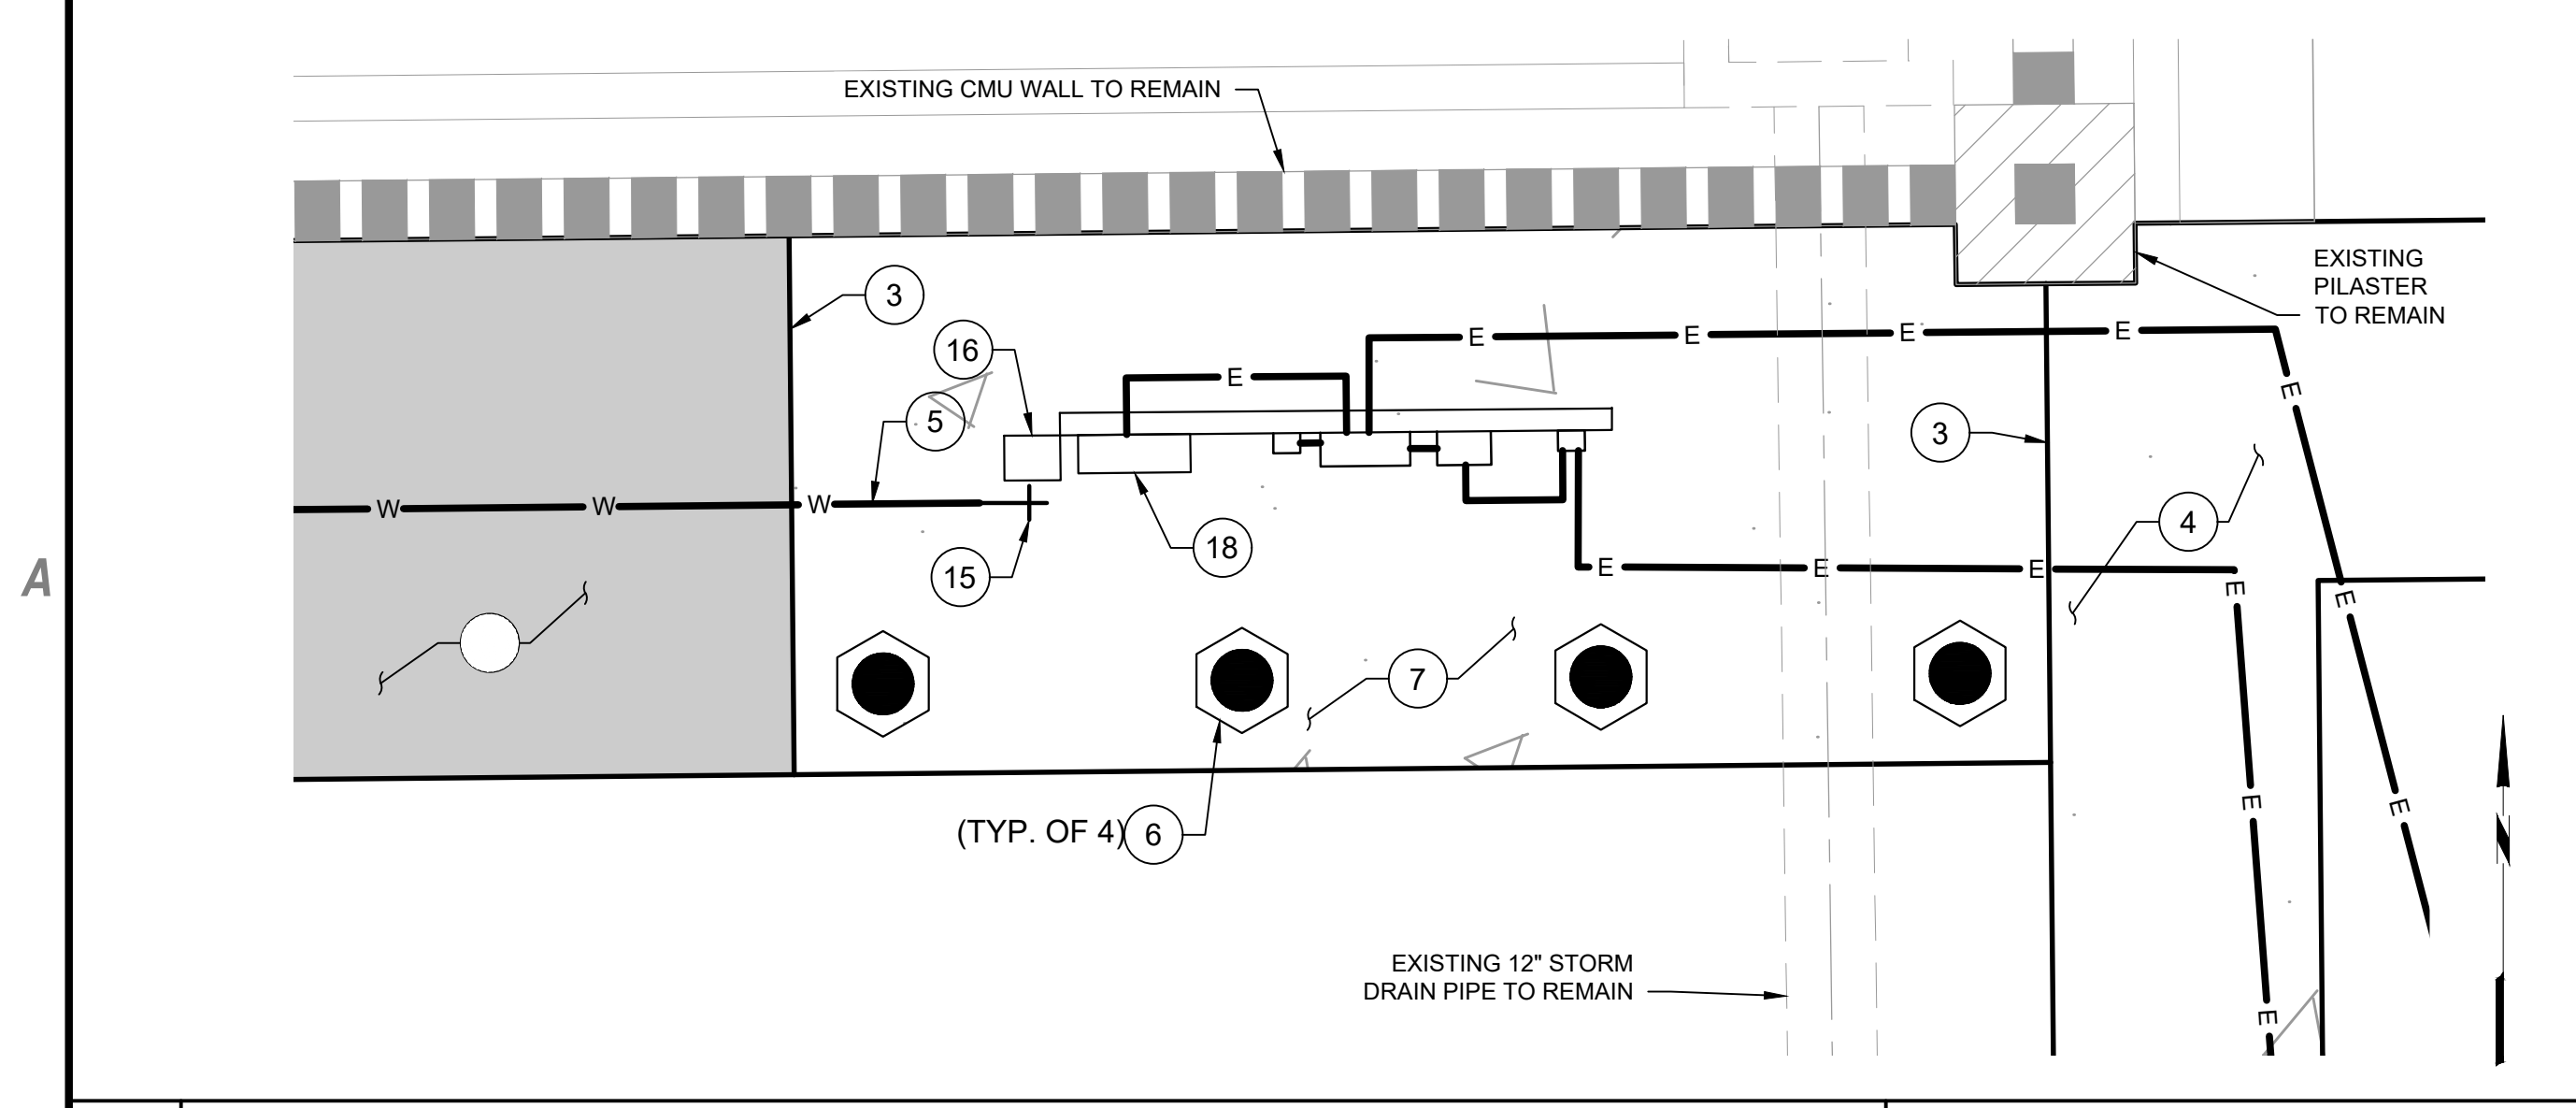 EXISTING CMU WALL TO REMAIN
EXISTING
PILASTER
TO REMAIN
3
16
5
E
E
E
E
E
E
3
W
W
W
18
15
4
A
E
E
E
E
E
7
(TYP. OF 4) 6
E
E
EXISTING 12" STORM
DRAIN PIPE TO REMAIN
E
N